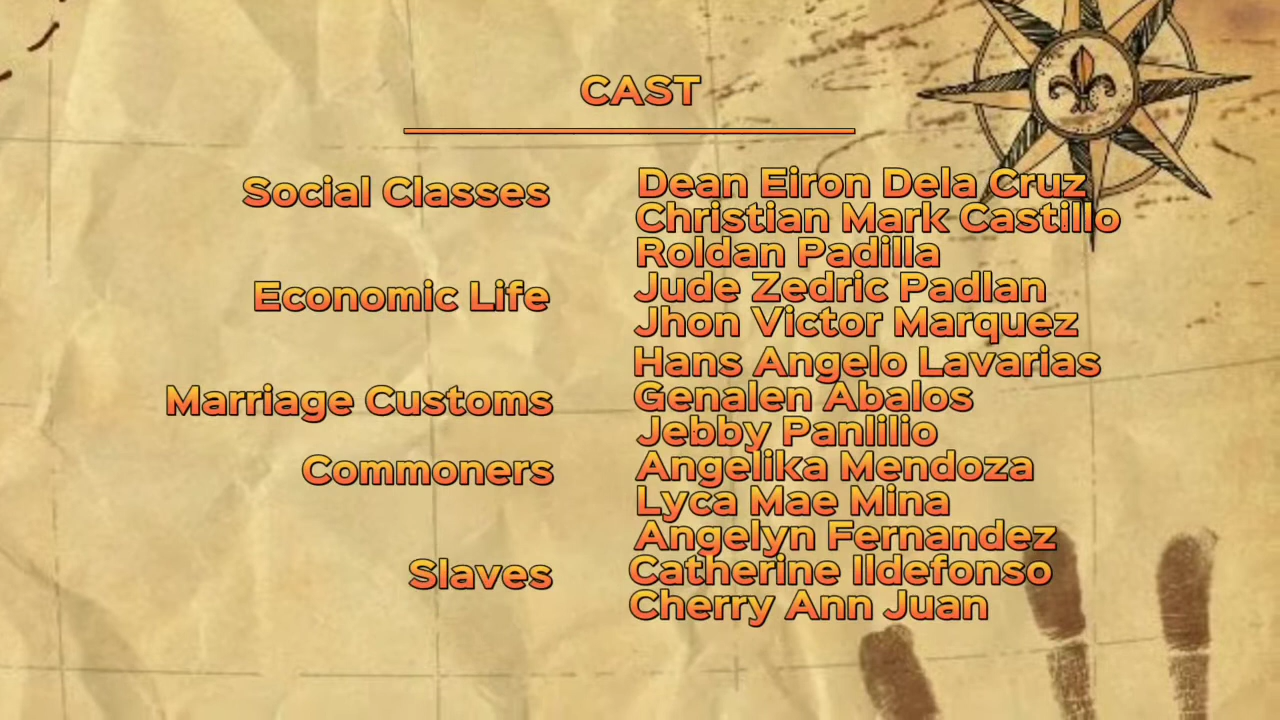 CAST
Social Classes Dean Eiron Dela Cruz
Christian Mark Castillo
Roldan Padilla
Economic Life Jude Zedric Padlan
Jhon Victor Marquez
Hans Angelo Lavarias
Marriage Customs Genalen Abalos
Jebby Panlilio
Commoners Angelika Mendoza
Lyca Mae Mina
Angelyn Fernandez
Slaves Catherine Ildefonso
Cherry Ann Juan